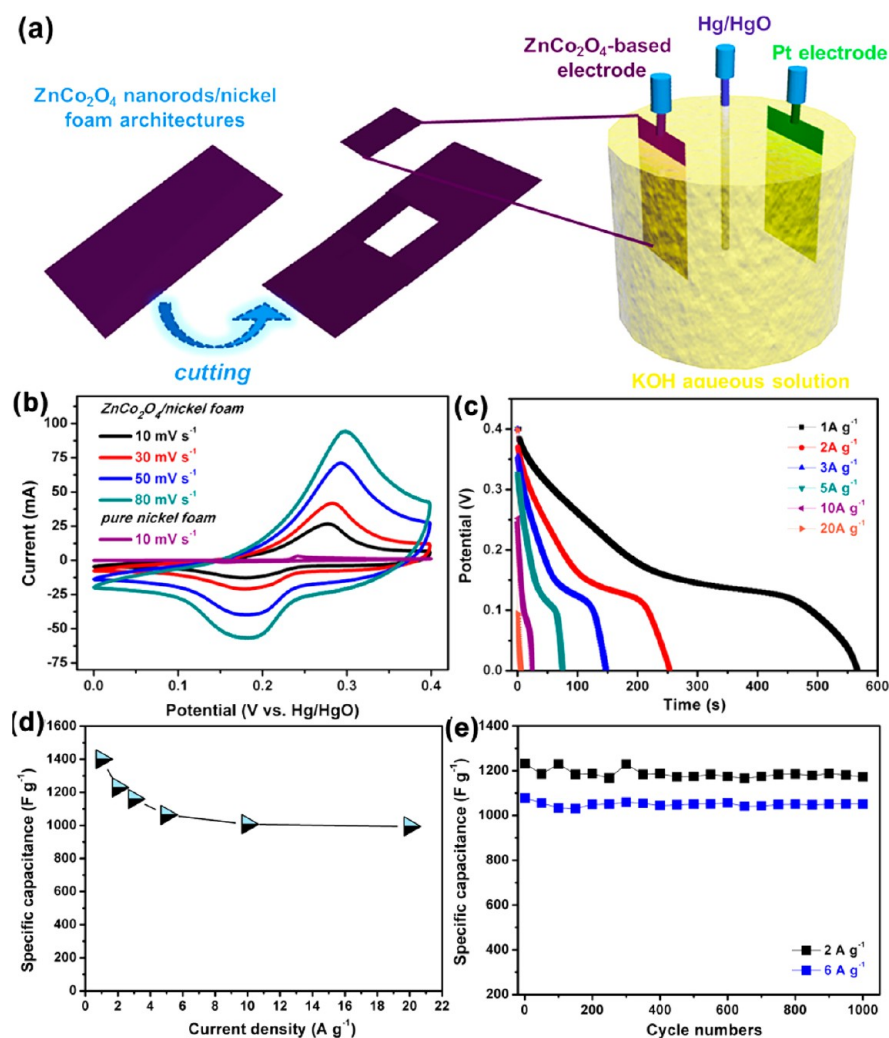 (a)
ZnCo₂O₄ nanorods/nickel
foam architectures
cutting
ZnCo₂O₄-based
electrode
Hg/HgO
Pt electrode
KOH aqueous solution
(b)
ZnCo₂O₄/nickel foam
10 mV s⁻¹
30 mV s⁻¹
50 mV s⁻¹
80 mV s⁻¹
pure nickel foam
10 mV s⁻¹
Current (mA)
100
75
50
25
0
-25
-50
-75
0.0 0.1 0.2 0.3 0.4
Potential (V vs. Hg/HgO)
(c)
1A g⁻¹
2A g⁻¹
3A g⁻¹
5A g⁻¹
10A g⁻¹
20A g⁻¹
Potential (V)
0.4
0.3
0.2
0.1
0.0
0 100 200 300 400 500 600
Time (s)
(d)
Specific capacitance (F g⁻¹)
1600
1400
1200
1000
800
600
400
200
0
0 2 4 6 8 10 12 14 16 18 20 22
Current density (A g⁻¹)
(e)
Specific capacitance (F g⁻¹)
1400
1200
1000
800
600
400
200
2 A g⁻¹
6 A g⁻¹
0 200 400 600 800 1000
Cycle numbers